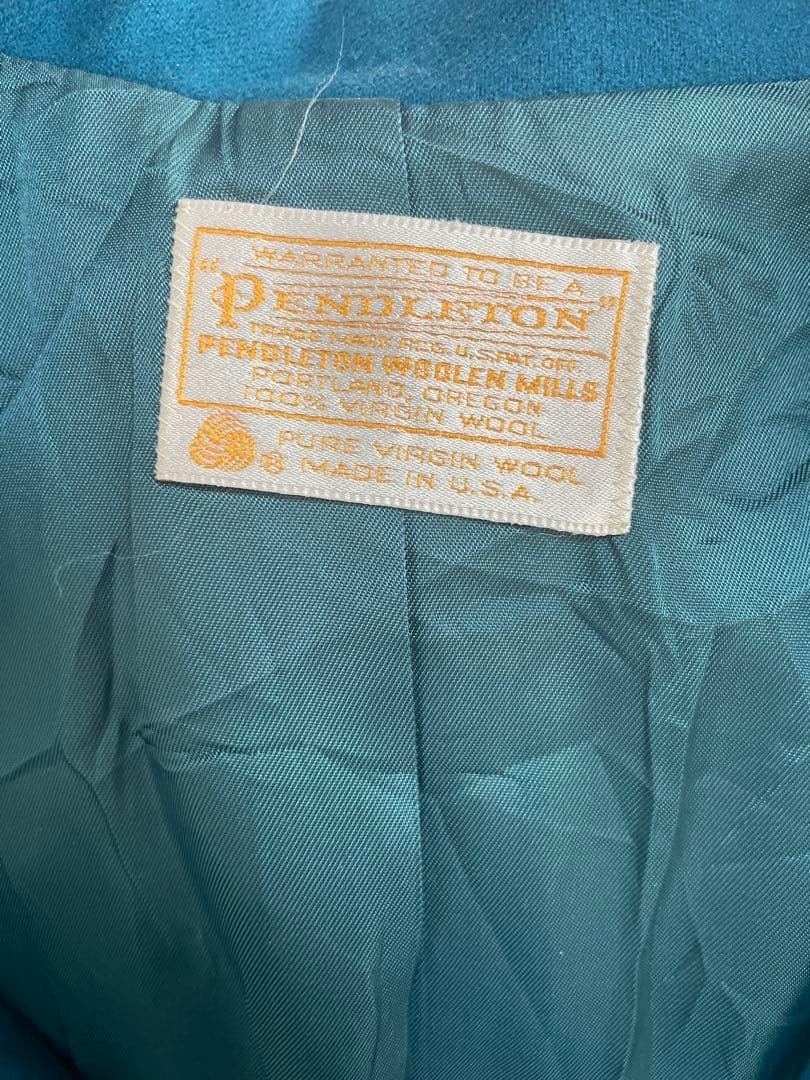 WARRANTED TO BE A
"PENDLETON"
TRADE MARK REG. U.S. PAT. OFF.
PENDLETON WOOLEN MILLS
PORTLAND, OREGON
100% VIRGIN WOOL
® PURE VIRGIN WOOL
MADE IN U.S.A.